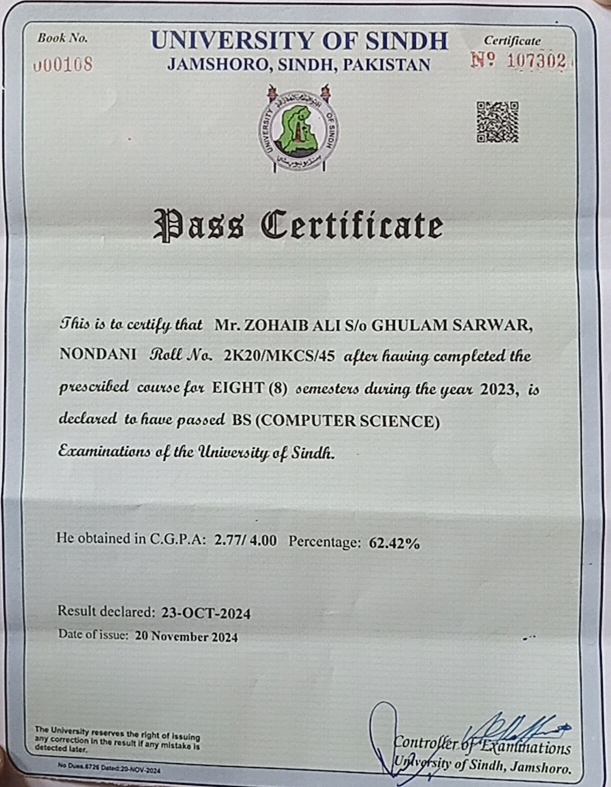 Book No.
000108
UNIVERSITY OF SINDH
JAMSHORO, SINDH, PAKISTAN
Certificate
Nº 107302
UNIVERSITY OF SINDH
Pass Certificate
This is to certify that Mr. ZOHAIB ALI S/o GHULAM SARWAR,
NONDANI Roll No. 2K20/MKCS/45 after having completed the
prescribed course for EIGHT (8) semesters during the year 2023, is
declared to have passed BS (COMPUTER SCIENCE)
Examinations of the University of Sindh.
He obtained in C.G.P.A: 2.77/ 4.00 Percentage: 62.42%
Result declared: 23-OCT-2024
Date of issue: 20 November 2024
The University reserves the right of issuing
any correction in the result if any mistake is
detected later.
No Dues.6726 Dated:20-NOV-2024
Controller of Examinations
University of Sindh, Jamshoro.